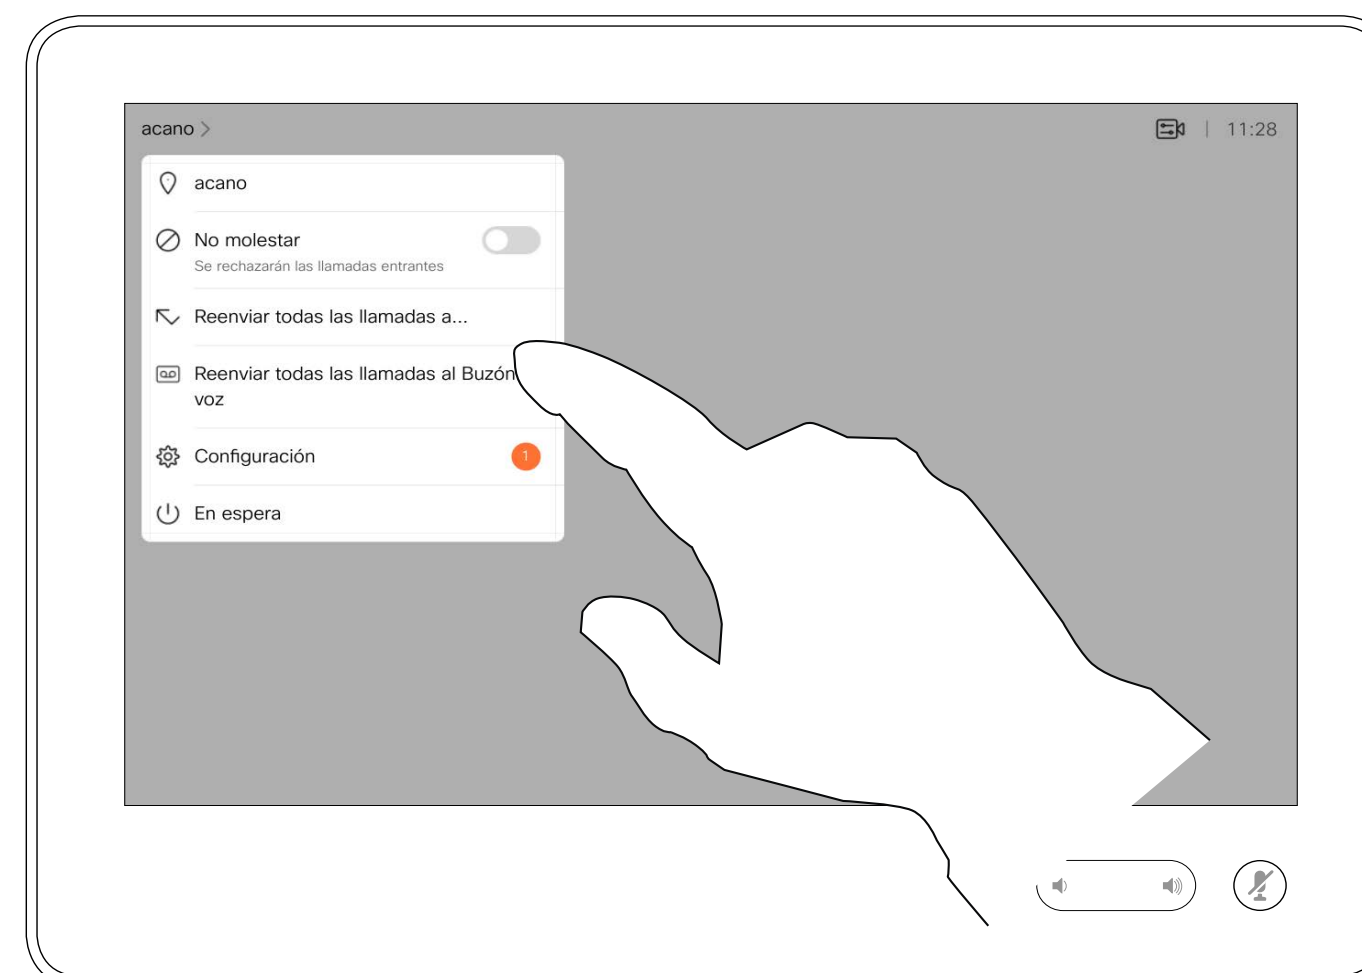 acano
11:28
acano
No molestar
Se rechazarán las llamadas entrantes
Reenviar todas las llamadas a...
Reenviar todas las llamadas al Buzón
voz
Configuración
1
En espera